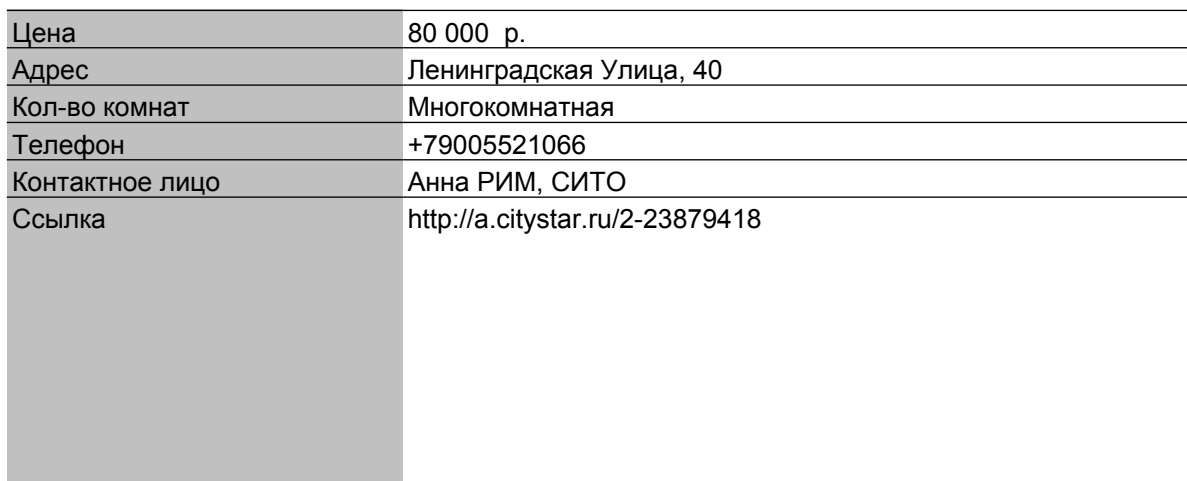 Цена 80 000 р.
Адрес Ленинградская Улица, 40
Кол-во комнат Многокомнатная
Телефон +79005521066
Контактное лицо Анна РИМ, СИТО
Ссылка http://a.citystar.ru/2-23879418